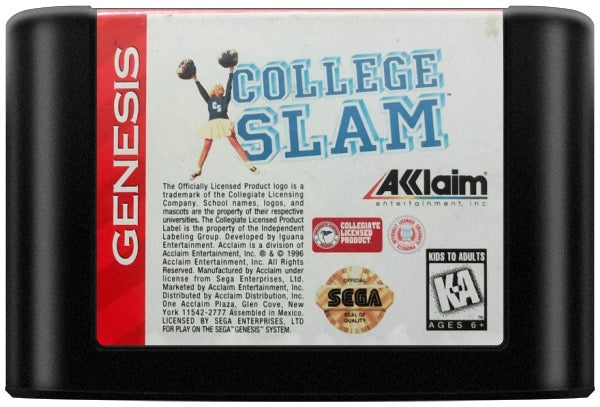 GENESIS
COLLEGE
SLAM
CS
The Officially Licensed Product logo is a
trademark of the Collegiate Licensing
Company. School names, logos, and
mascots are the property of their respective
universities. The Collegiate Licensed Product
Label is the property of the Independent
Labeling Group. Developed by Iguana
Entertainment. Acclaim is a division of
Acclaim Entertainment, Inc. ® & © 1996
Acclaim Entertainment, Inc. All Rights
Reserved. Manufactured by Acclaim under
license from Sega Enterprises, Ltd.
Marketed by Acclaim Entertainment, Inc.
Distributed by Acclaim Distribution, Inc.
One Acclaim Plaza, Glen Cove, New
York 11542-2777 Assembled in Mexico.
LICENSED BY SEGA ENTERPRISES, LTD
FOR PLAY ON THE SEGA™ GENESIS™ SYSTEM.
AKklaim
entertainment, inc.
COLLEGIATE
LICENSED
PRODUCT
OFFICIAL
SEGA
SEAL OF
QUALITY
KIDS TO ADULTS
KA
AGES 6+